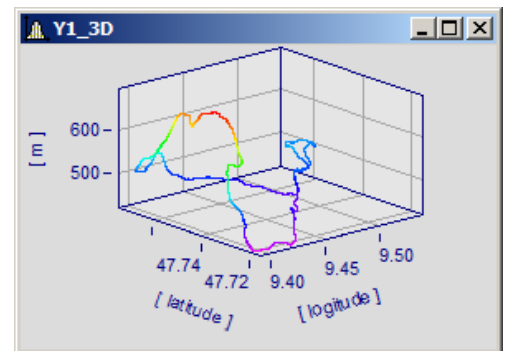 Y1_3D
[ m ]
600
500
47.74
47.72
9.40
9.45
9.50
[ latitude ]
[ logitude ]